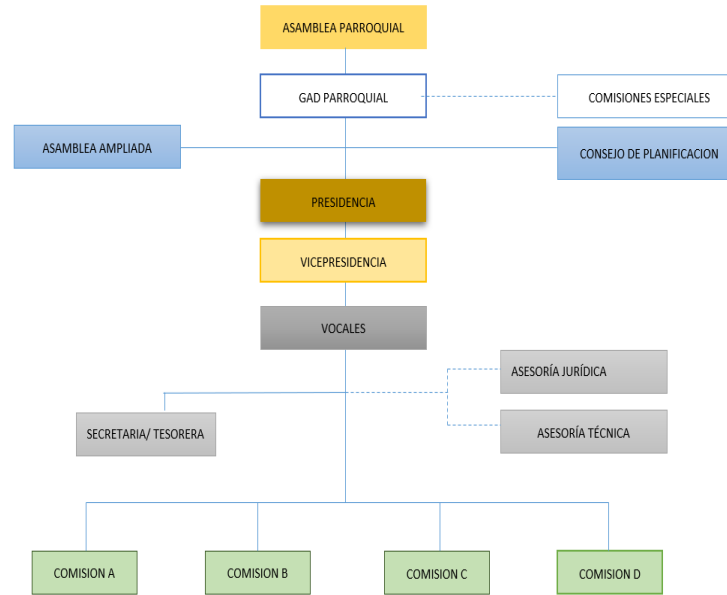 ASAMBLEA PARROQUIAL
GAD PARROQUIAL
COMISIONES ESPECIALES
ASAMBLEA AMPLIADA
CONSEJO DE PLANIFICACION
PRESIDENCIA
VICEPRESIDENCIA
VOCALES
ASESORÍA JURÍDICA
SECRETARIA/ TESORERA
ASESORÍA TÉCNICA
COMISION A
COMISION B
COMISION C
COMISION D